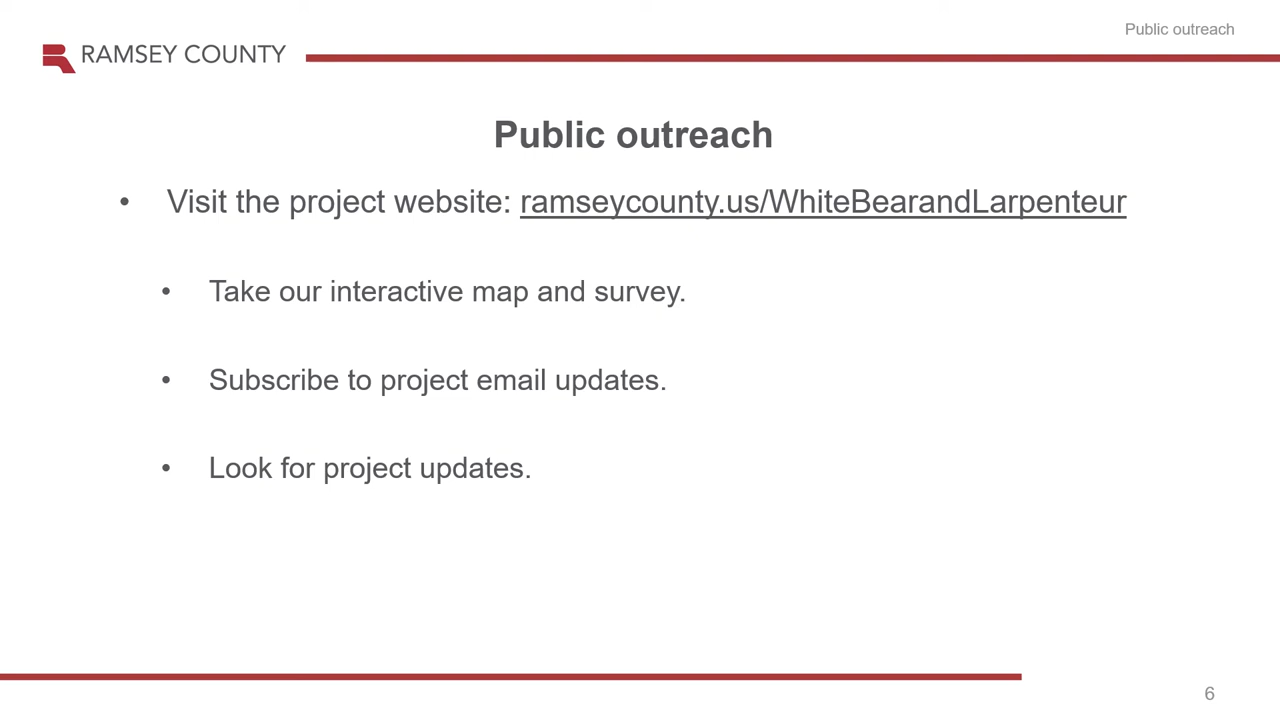 Public outreach
RAMSEY COUNTY
Public outreach
• Visit the project website: ramseycounty.us/WhiteBearandLarpenteur
• Take our interactive map and survey.
• Subscribe to project email updates.
• Look for project updates.
6